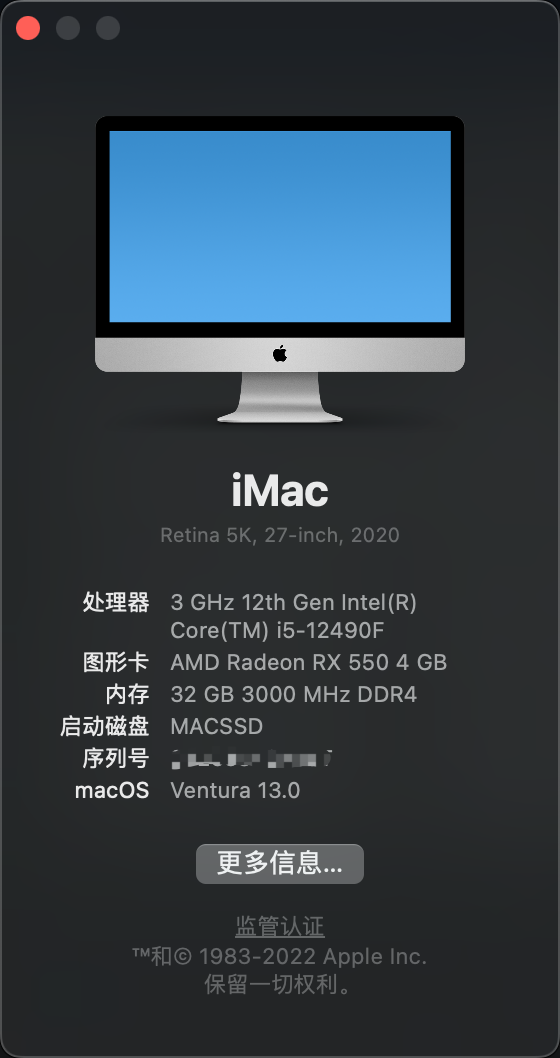 iMac
Retina 5K, 27-inch, 2020
处理器 3 GHz 12th Gen Intel(R)
Core(TM) i5-12490F
图形卡 AMD Radeon RX 550 4 GB
内存 32 GB 3000 MHz DDR4
启动磁盘 MACSSD
序列号
macOS Ventura 13.0
更多信息...
监管认证
™和© 1983-2022 Apple Inc.
保留一切权利。